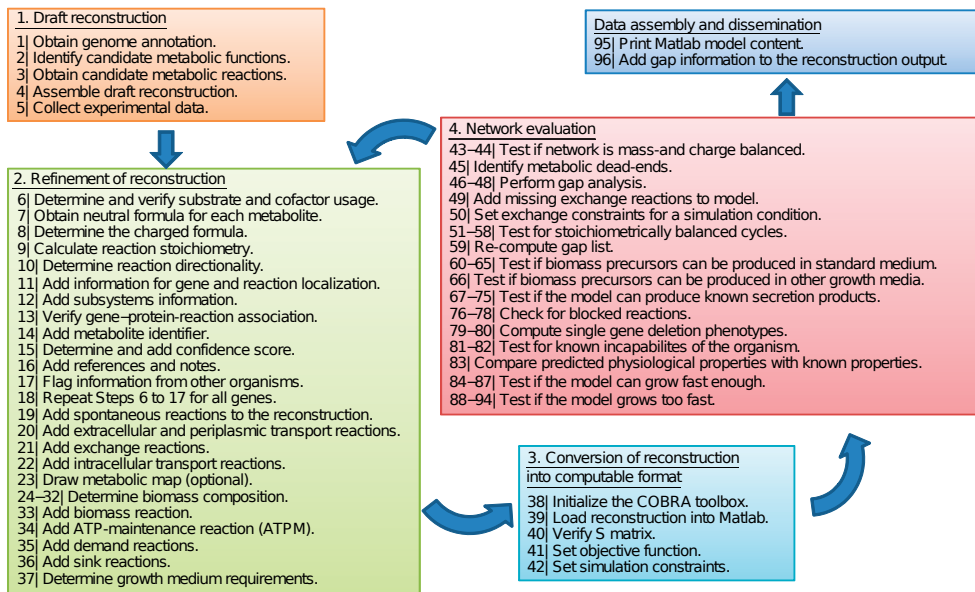 1. Draft reconstruction
1| Obtain genome annotation.
2| Identify candidate metabolic functions.
3| Obtain candidate metabolic reactions.
4| Assemble draft reconstruction.
5| Collect experimental data.
2. Refinement of reconstruction
6| Determine and verify substrate and cofactor usage.
7| Obtain neutral formula for each metabolite.
8| Determine the charged formula.
9| Calculate reaction stoichiometry.
10| Determine reaction directionality.
11| Add information for gene and reaction localization.
12| Add subsystems information.
13| Verify gene–protein-reaction association.
14| Add metabolite identifier.
15| Determine and add confidence score.
16| Add references and notes.
17| Flag information from other organisms.
18| Repeat Steps 6 to 17 for all genes.
19| Add spontaneous reactions to the reconstruction.
20| Add extracellular and periplasmic transport reactions.
21| Add exchange reactions.
22| Add intracellular transport reactions.
23| Draw metabolic map (optional).
24–32| Determine biomass composition.
33| Add biomass reaction.
34| Add ATP-maintenance reaction (ATPM).
35| Add demand reactions.
36| Add sink reactions.
37| Determine growth medium requirements.
3. Conversion of reconstruction
into computable format
38| Initialize the COBRA toolbox.
39| Load reconstruction into Matlab.
40| Verify S matrix.
41| Set objective function.
42| Set simulation constraints.
4. Network evaluation
43–44| Test if network is mass-and charge balanced.
45| Identify metabolic dead-ends.
46–48| Perform gap analysis.
49| Add missing exchange reactions to model.
50| Set exchange constraints for a simulation condition.
51–58| Test for stoichiometrically balanced cycles.
59| Re-compute gap list.
60–65| Test if biomass precursors can be produced in standard medium.
66| Test if biomass precursors can be produced in other growth media.
67–75| Test if the model can produce known secretion products.
76–78| Check for blocked reactions.
79–80| Compute single gene deletion phenotypes.
81–82| Test for known incapabilites of the organism.
83| Compare predicted physiological properties with known properties.
84–87| Test if the model can grow fast enough.
88–94| Test if the model grows too fast.
Data assembly and dissemination
95| Print Matlab model content.
96| Add gap information to the reconstruction output.